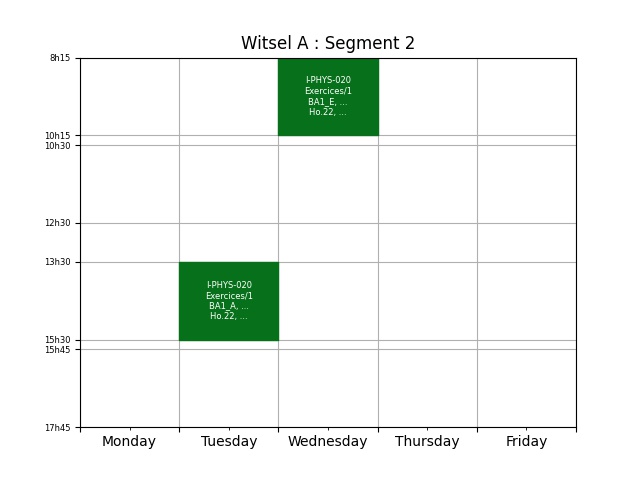 Witsel A : Segment 2
8h15
I-PHYS-020
Exercices/1
BA1_E, ...
Ho.22, ...
10h15
10h30
12h30
13h30
I-PHYS-020
Exercices/1
BA1_A, ...
Ho.22, ...
15h30
15h45
17h45
Monday Tuesday Wednesday Thursday Friday